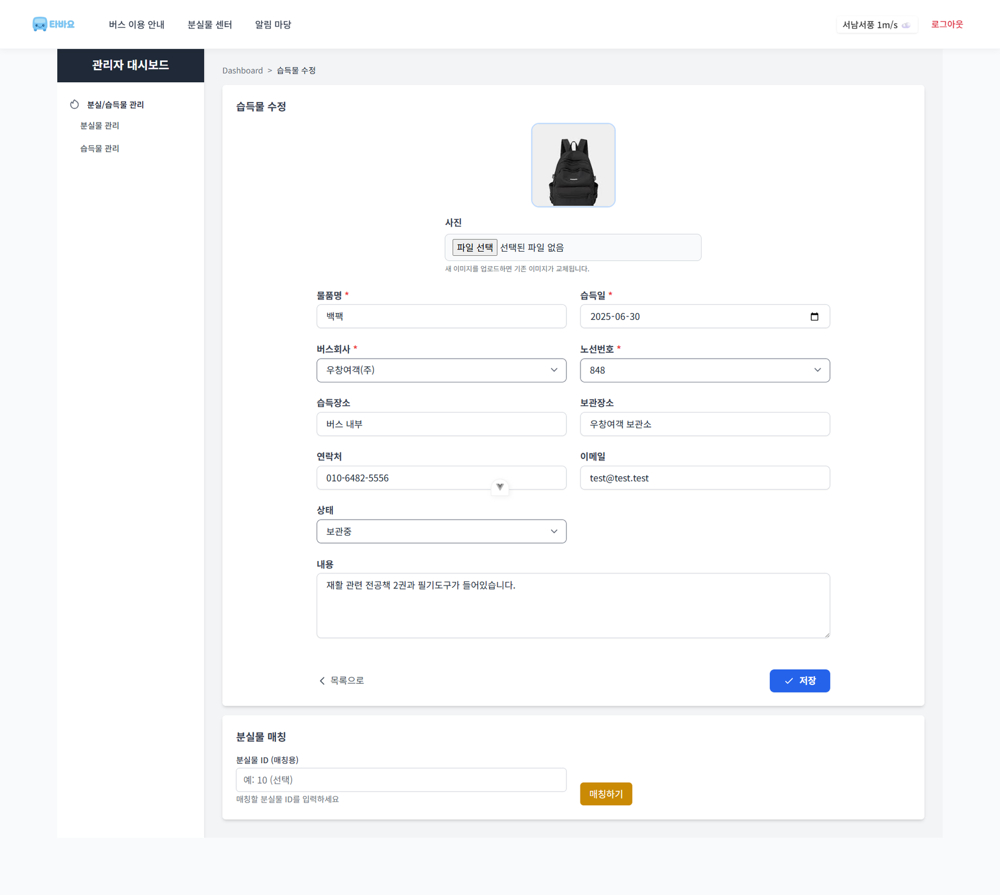 타바요
버스 이용 안내
분실물 센터
알림 마당
서남서풍 1m/s
로그아웃
관리자 대시보드
분실/습득물 관리
분실물 관리
습득물 관리
Dashboard > 습득물 수정
습득물 수정
사진
파일 선택 선택된 파일 없음
새 이미지를 업로드하면 기존 이미지가 교체됩니다.
물품명 *
백팩
습득일 *
2025-06-30
버스회사 *
우창여객(주)
노선번호 *
848
습득장소
버스 내부
보관장소
우창여객 보관소
연락처
010-6482-5556
이메일
test@test.test
상태
보관중
내용
재활 관련 전공책 2권과 필기도구가 들어있습니다.
목록으로
저장
분실물 매칭
분실물 ID (매칭용)
예: 10 (선택)
매칭할 분실물 ID를 입력하세요
매칭하기